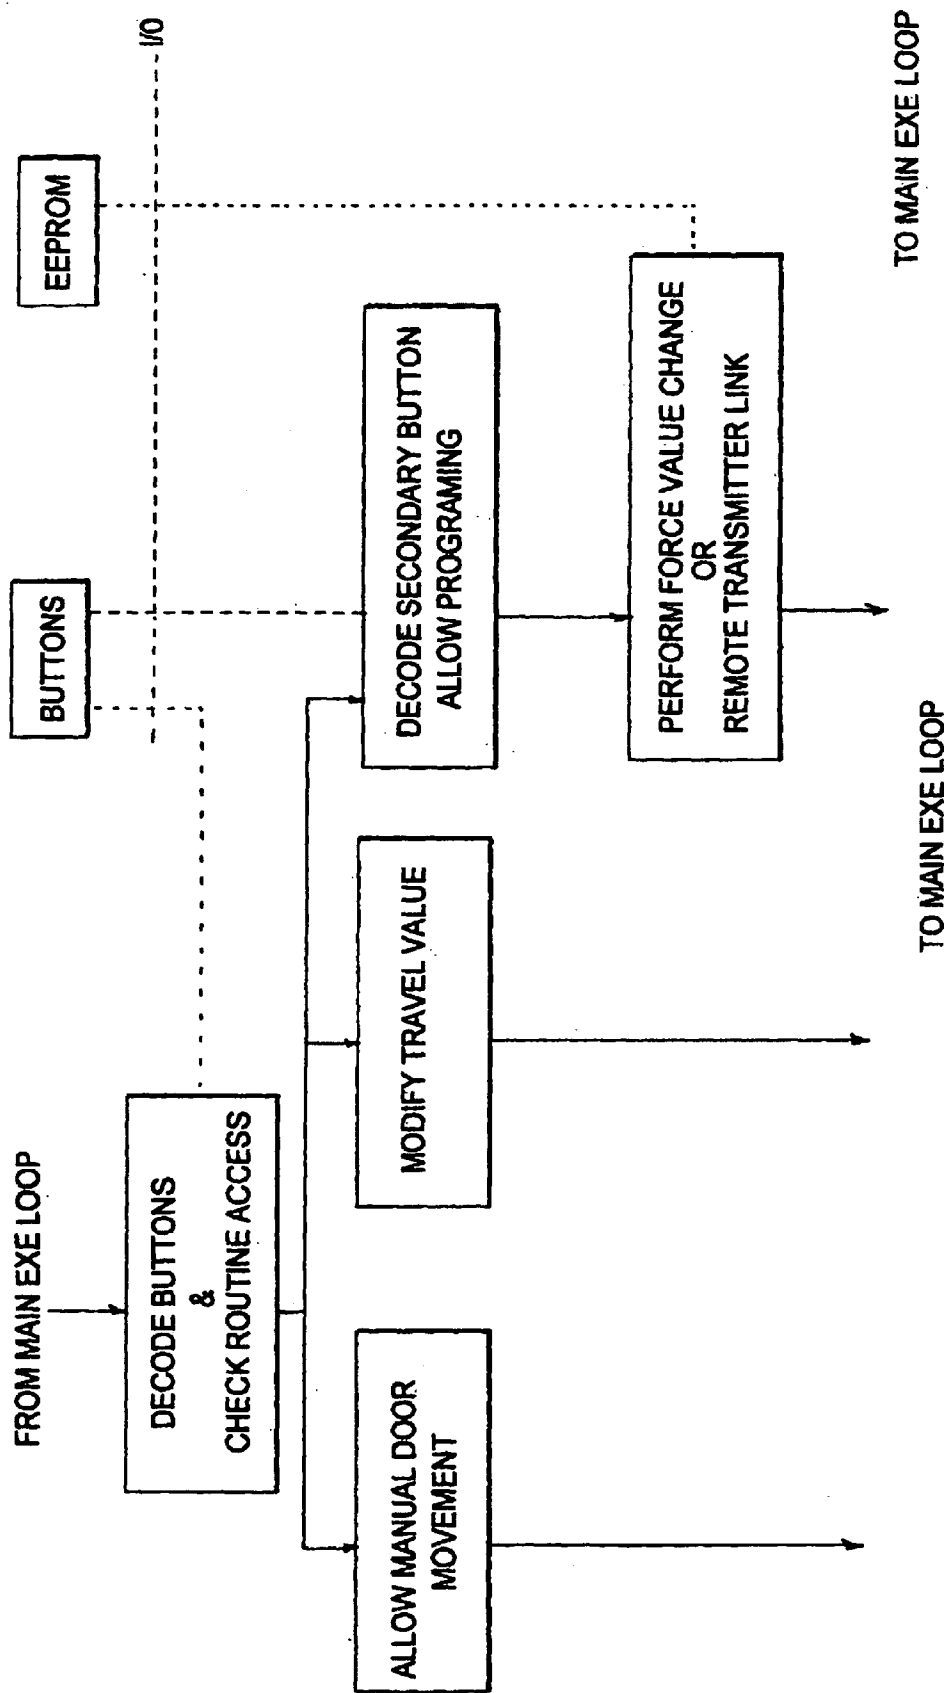 FROM MAIN EXE LOOP
BUTTONS
EEPROM
I/O
DECODE BUTTONS
&
CHECK ROUTINE ACCESS
ALLOW MANUAL DOOR
MOVEMENT
MODIFY TRAVEL VALUE
DECODE SECONDARY BUTTON
ALLOW PROGRAMING
PERFORM FORCE VALUE CHANGE
OR
REMOTE TRANSMITTER LINK
TO MAIN EXE LOOP
TO MAIN EXE LOOP